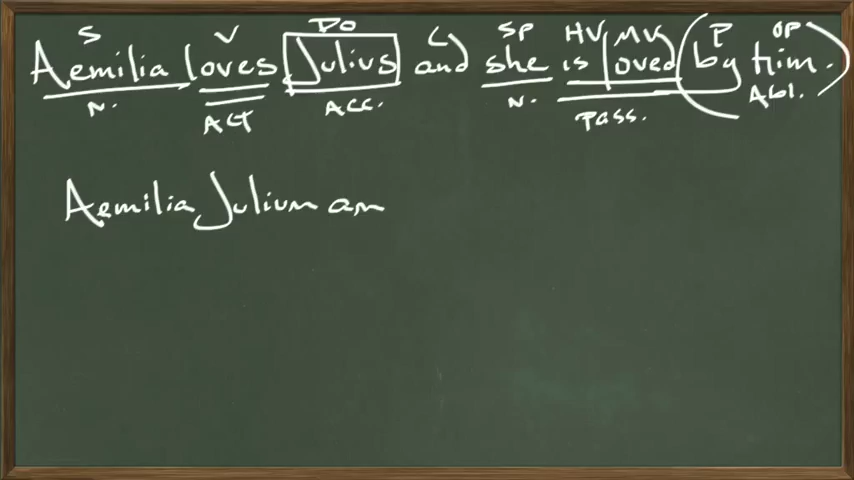 S V DO C SP HV MV P OP
Aemilia loves Julius and she is loved by him.
N. ACT ACC. N. Pass. Abl.
Aemilia Julium am